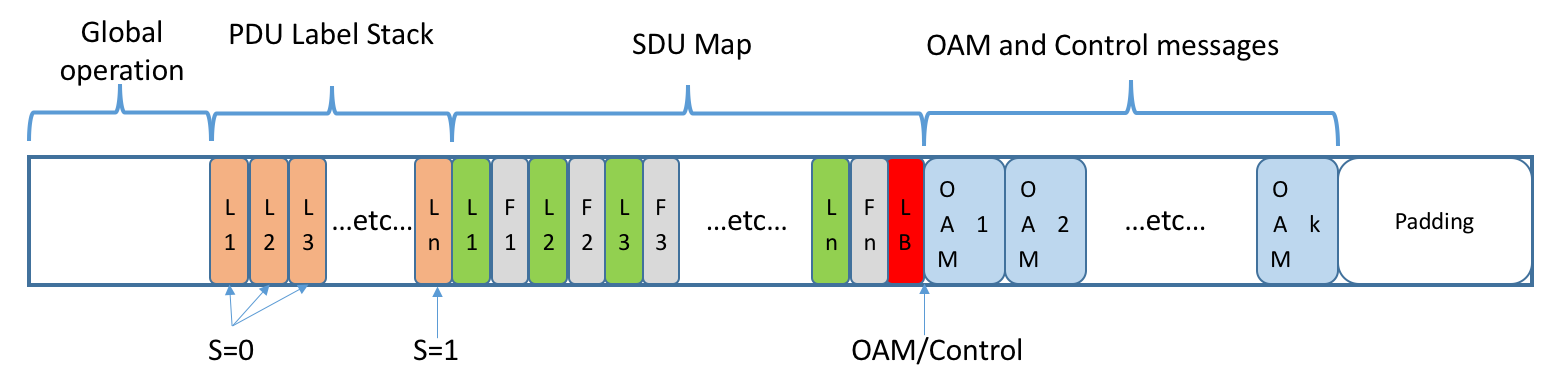 Global
operation
PDU Label Stack
SDU Map
OAM and Control messages
L
1
L
2
L
3
...etc...
L
n
L
1
F
1
L
2
F
2
L
3
F
3
...etc...
L
n
F
n
L
B
O
A 1
M
O
A 2
M
...etc...
O
A k
M
Padding
S=0
S=1
OAM/Control